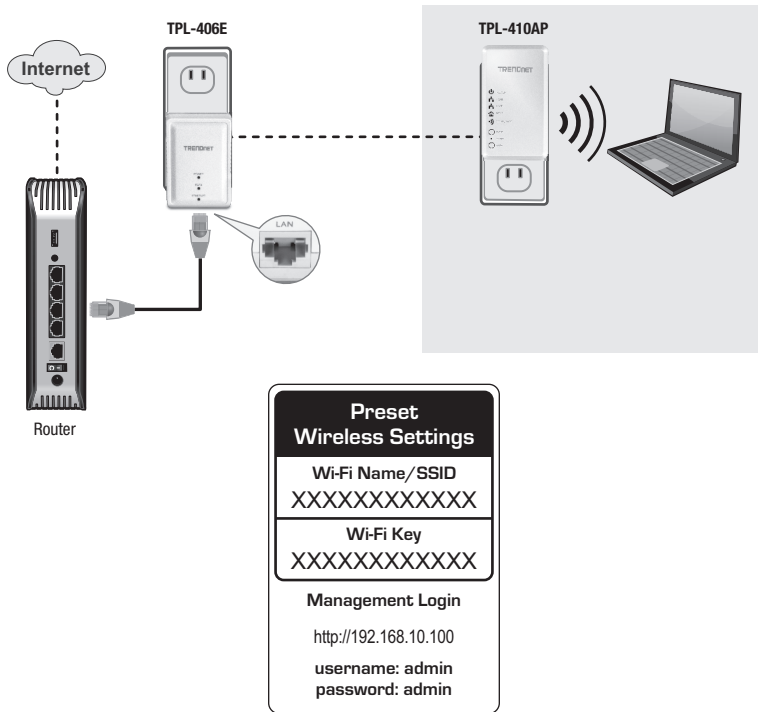 TPL-406E
TPL-410AP
Internet
TRENDNET
TRENDNET
LAN
Router
Preset
Wireless Settings
Wi-Fi Name/SSID
XXXXXXXXXXXX
Wi-Fi Key
XXXXXXXXXXXX
Management Login
http://192.168.10.100
username: admin
password: admin